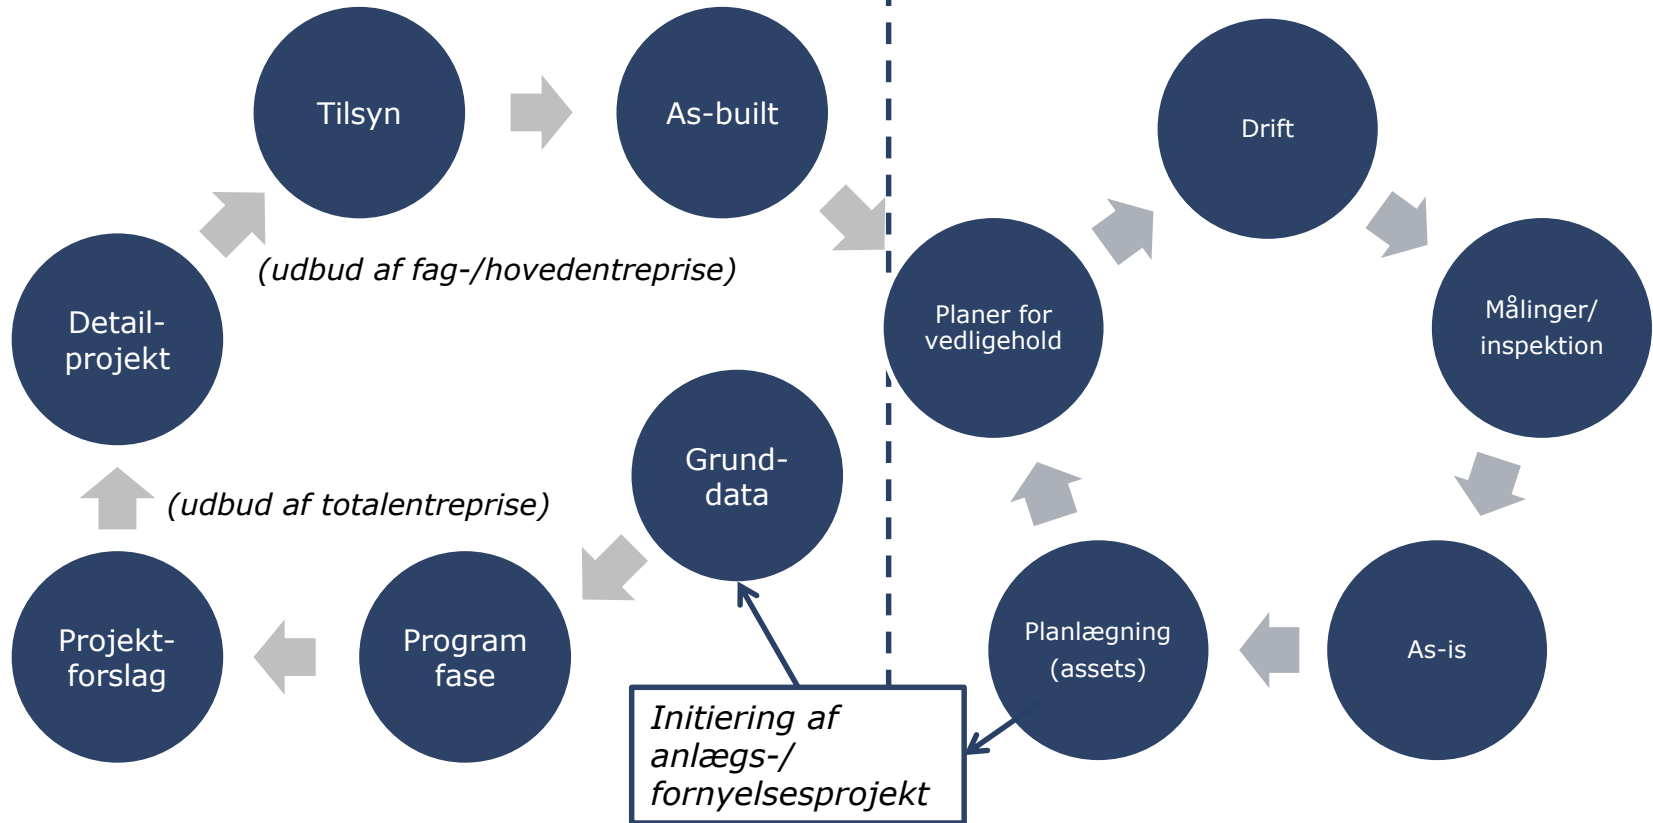 Tilsyn
As-built
(udbud af fag-/hovedentreprise)
Detail-
projekt
(udbud af totalentreprise)
Grund-
data
Projekt-
forslag
Program
fase
Initiering af
anlægs-/
fornyelsesprojekt
Drift
Planer for
vedligehold
Målinger/
inspektion
Planlægning
(assets)
As-is